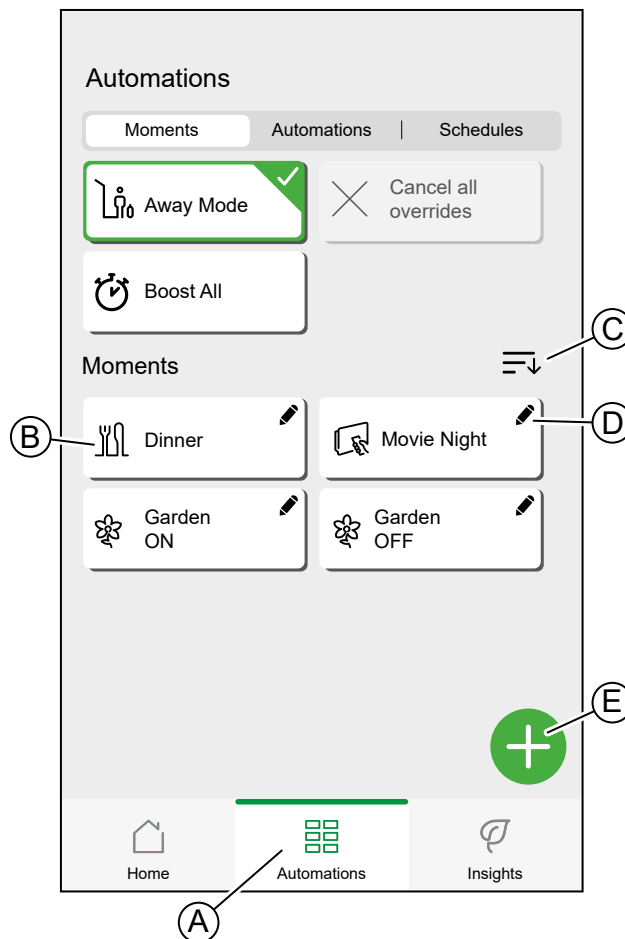 Automations
Moments Automations | Schedules
Away Mode
Cancel all
overrides
Boost All
C
Moments
B
Dinner
Movie Night
D
Garden
ON
Garden
OFF
E
Home
Automations
Insights
A